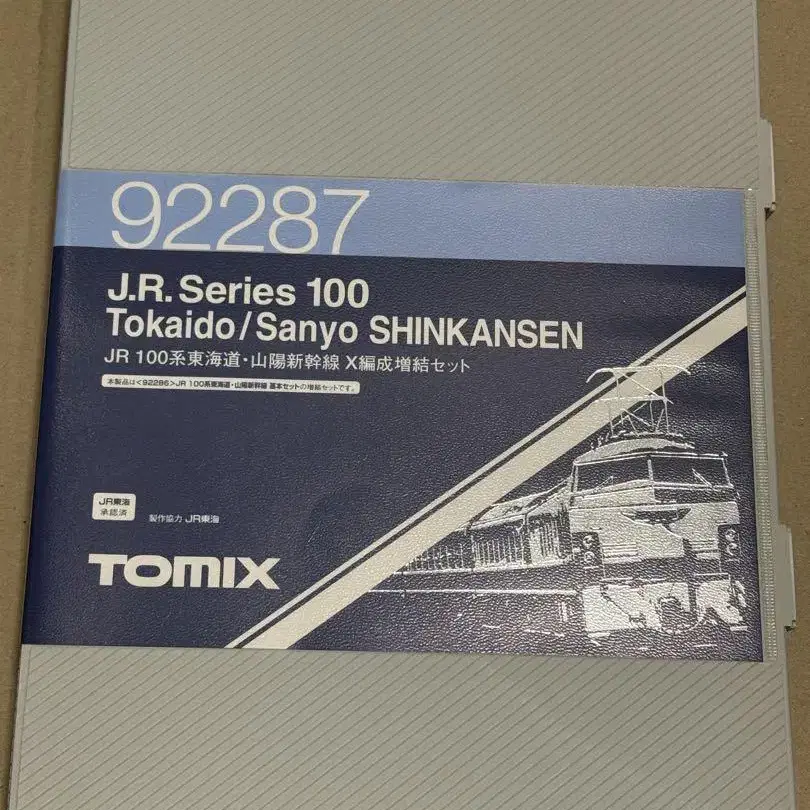 92287
J.R. Series 100
Tokaido/Sanyo SHINKANSEN
JR 100系東海道・山陽新幹線 X編成増結セット
本製品は<92286>JR 100系東海道・山陽新幹線 基本セットの増結セットです。
JR東海
承認済
製作協力 JR東海
TOMIX